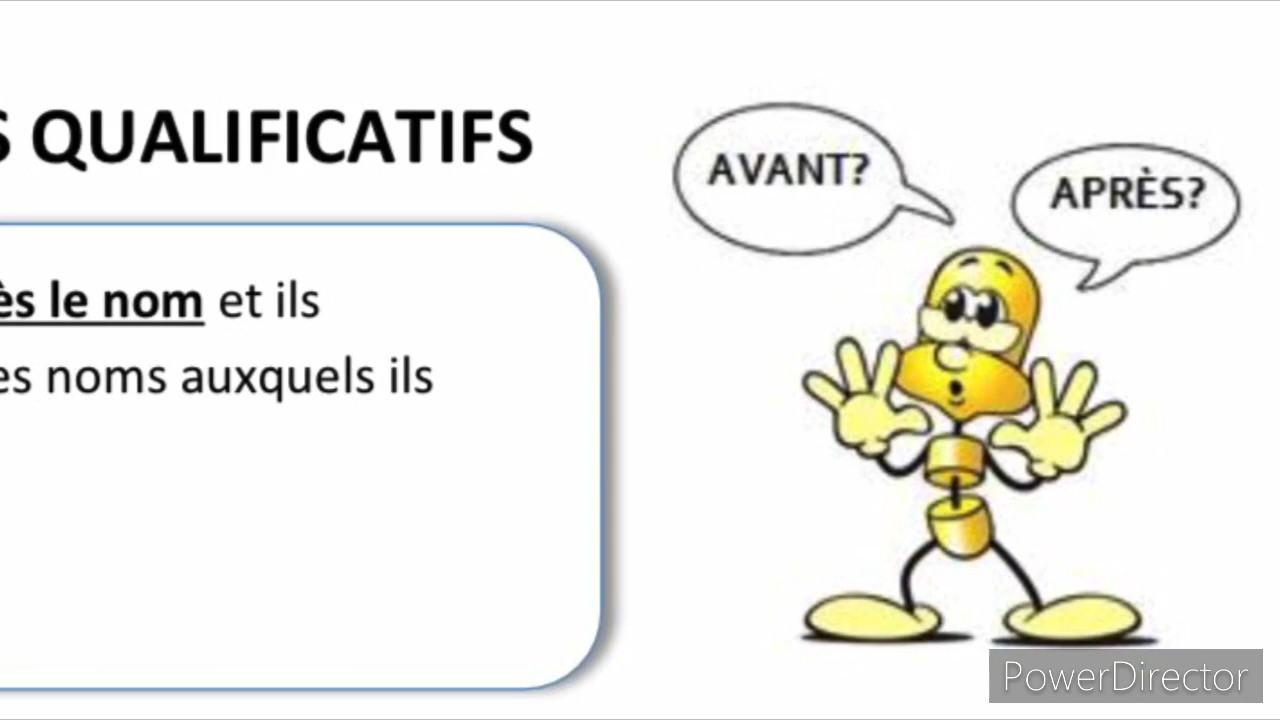 S QUALIFICATIFS
AVANT?
APRÈS?
ès le nom et ils
es noms auxquels ils
PowerDirector